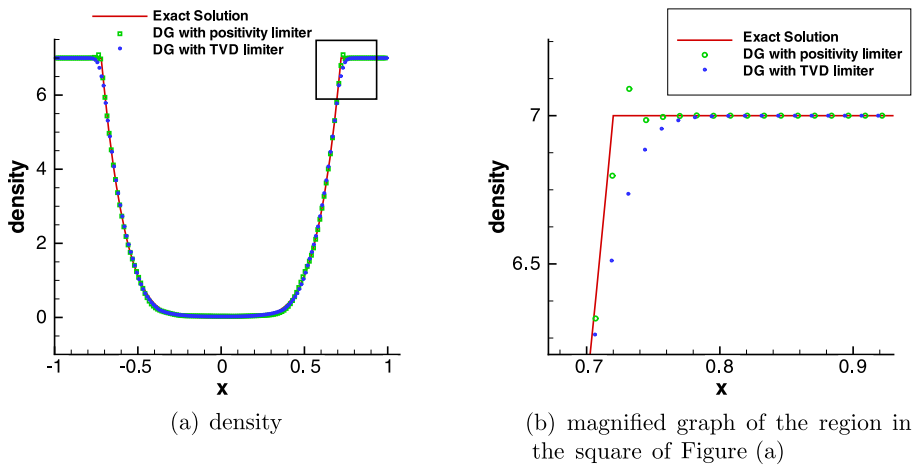 Exact Solution
DG with positivity limiter
DG with TVD limiter
density
6
4
2
0
-1
-0.5
0
0.5
1
x
(a) density
Exact Solution
DG with positivity limiter
DG with TVD limiter
density
7
6.5
0.7
0.8
0.9
x
(b) magnified graph of the region in
the square of Figure (a)